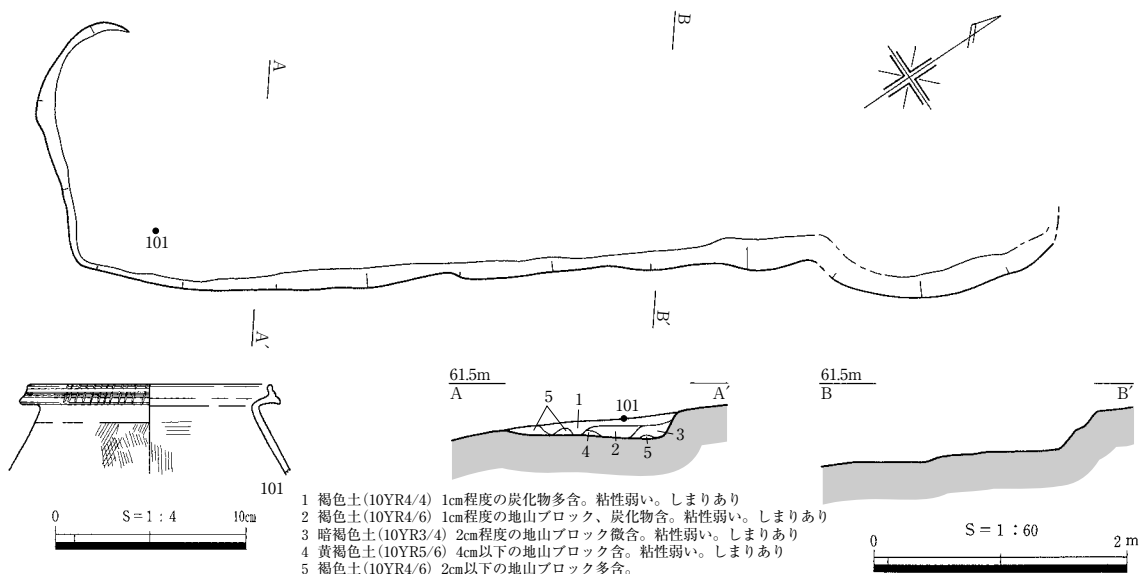 B
A
101
A′
B′
61.5m
A
A′
5
1
101
4
2
5
3
61.5m
B
B′
101
0
S=1:4
10cm
1 褐色土(10YR4/4) 1cm程度の炭化物多含。粘性弱い。しまりあり
2 褐色土(10YR4/6) 1cm程度の地山ブロック、炭化物含。粘性弱い。しまりあり
3 暗褐色土(10YR3/4) 2cm程度の地山ブロック微含。粘性弱い。しまりあり
4 黄褐色土(10YR5/6) 4cm以下の地山ブロック含。粘性弱い。しまりあり
5 褐色土(10YR4/6) 2cm以下の地山ブロック多含。
S=1:60
0
2m